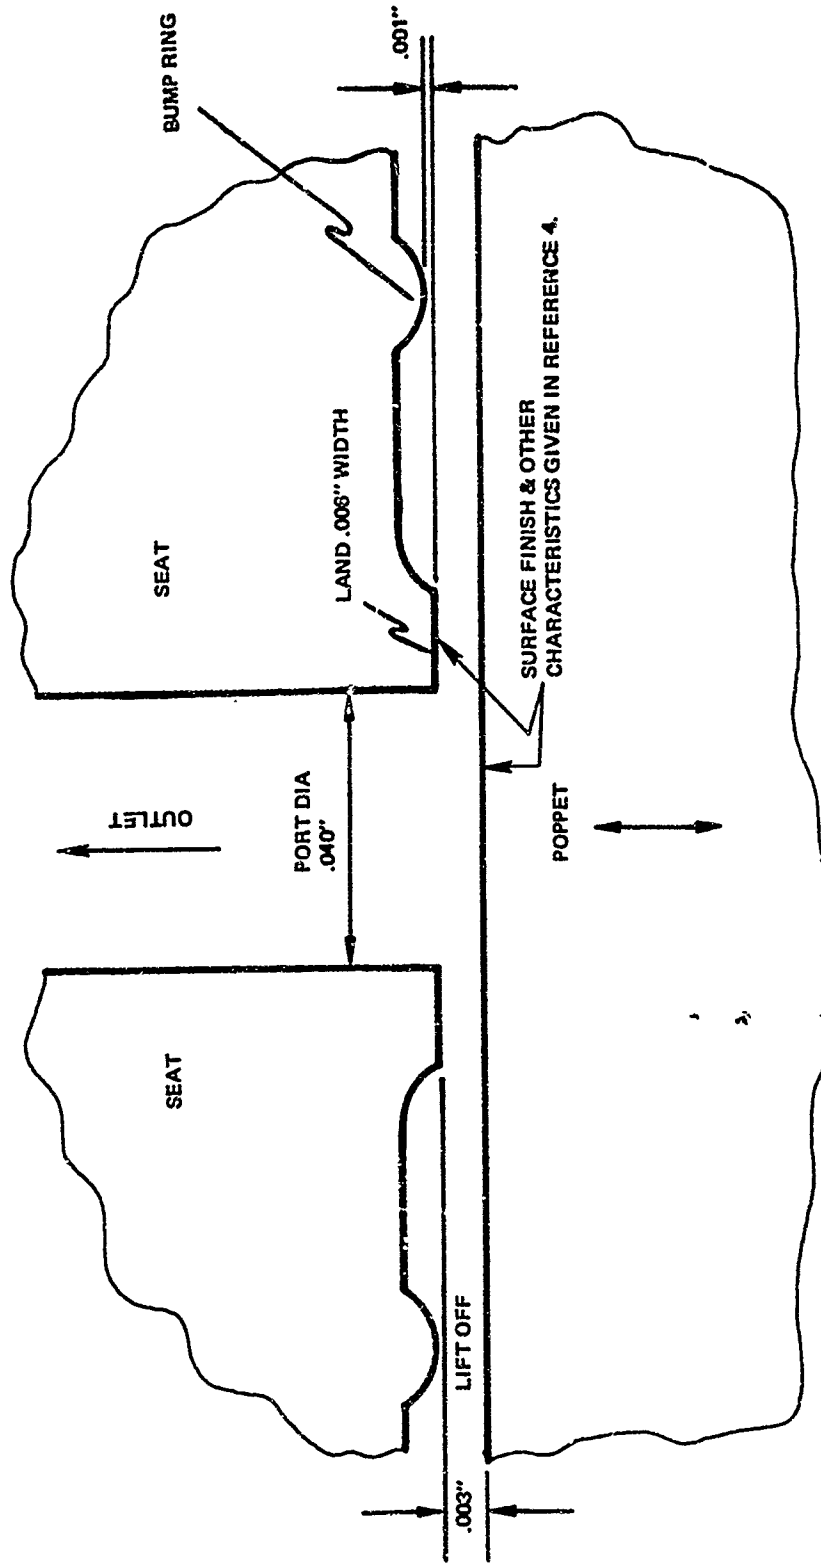 OUTLET
SEAT
SEAT
PORT DIA
.040"
LAND .006" WIDTH
BUMP RING
.001"
.003"
LIFT OFF
POPPET
SURFACE FINISH & OTHER
CHARACTERISTICS GIVEN IN REFERENCE 4.